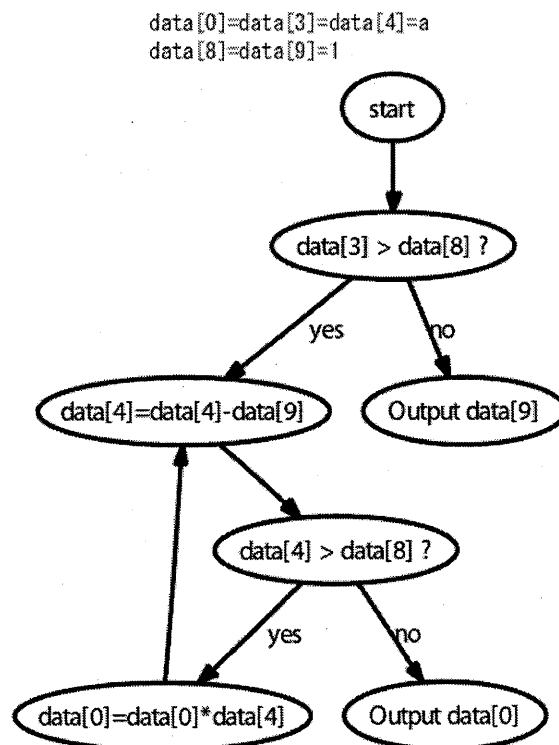 data[0]=data[3]=data[4]=a
data[8]=data[9]=1
start
data[3] > data[8] ?
yes
no
data[4]=data[4]-data[9]
Output data[9]
data[4] > data[8] ?
yes
no
data[0]=data[0]*data[4]
Output data[0]